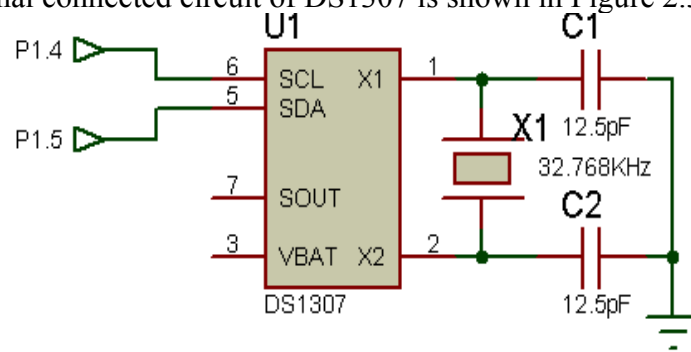 nal connected circuit of DS1307 is shown in Figure 2.
U1
C1
P1.4
6
SCL
X1
1
5
SDA
P1.5
X1
12.5pF
32.768KHz
7
SOUT
C2
3
VBAT
X2
2
DS1307
12.5pF